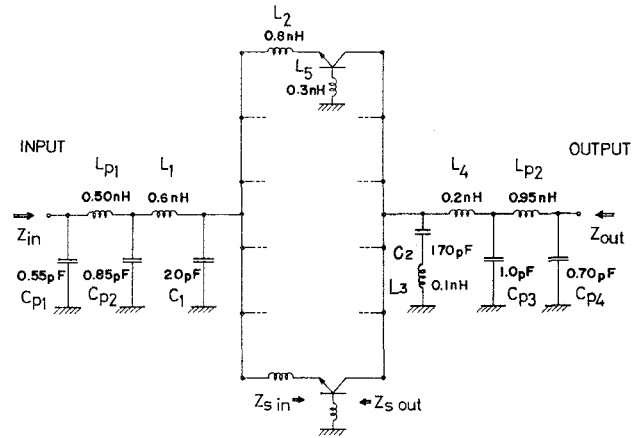 L2
0.8nH
L5
0.3nH
INPUT
Lp1
0.50nH
L1
0.6nH
Zin
0.55pF
Cp1
0.85pF
Cp2
20pF
C1
L4
0.2nH
Lp2
0.95nH
OUTPUT
Zout
C2
170pF
L3
0.1nH
1.0pF
Cp3
0.70pF
Cp4
Zs in
Zs out